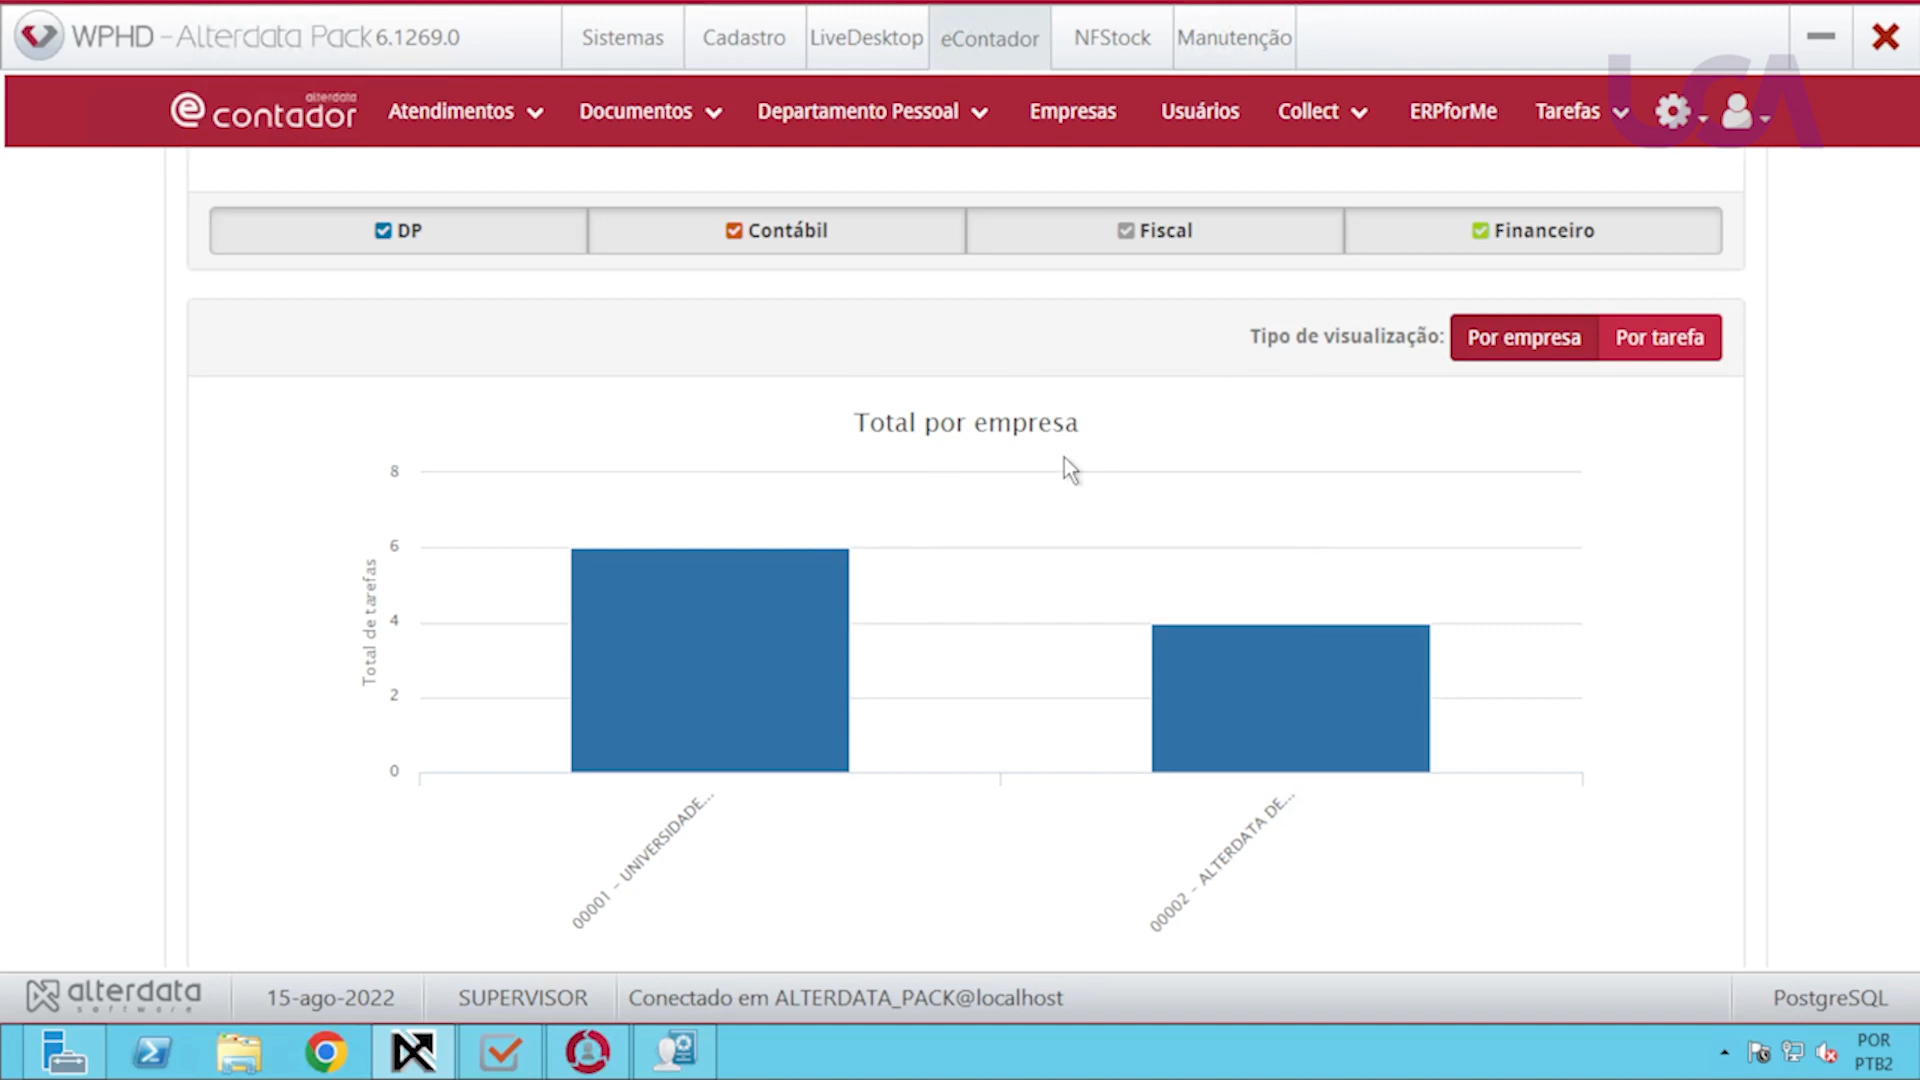 WPHD - Alterdata Pack 6.1269.0
Sistemas
Cadastro
LiveDesktop
eContador
NFStock
Manutenção
UCA
e contador
alterdata
Atendimentos
Documentos
Departamento Pessoal
Empresas
Usuários
Collect
ERPforMe
Tarefas
DP
Contábil
Fiscal
Financeiro
Tipo de visualização:
Por empresa
Por tarefa
Total por empresa
Total de tarefas
8
6
4
2
0
00001 - UNIVERSIDADE...
00002 - ALTERDATA DE...
alterdata
software
15-ago-2022
SUPERVISOR
Conectado em ALTERDATA_PACK@localhost
PostgreSQL
POR
PTB2